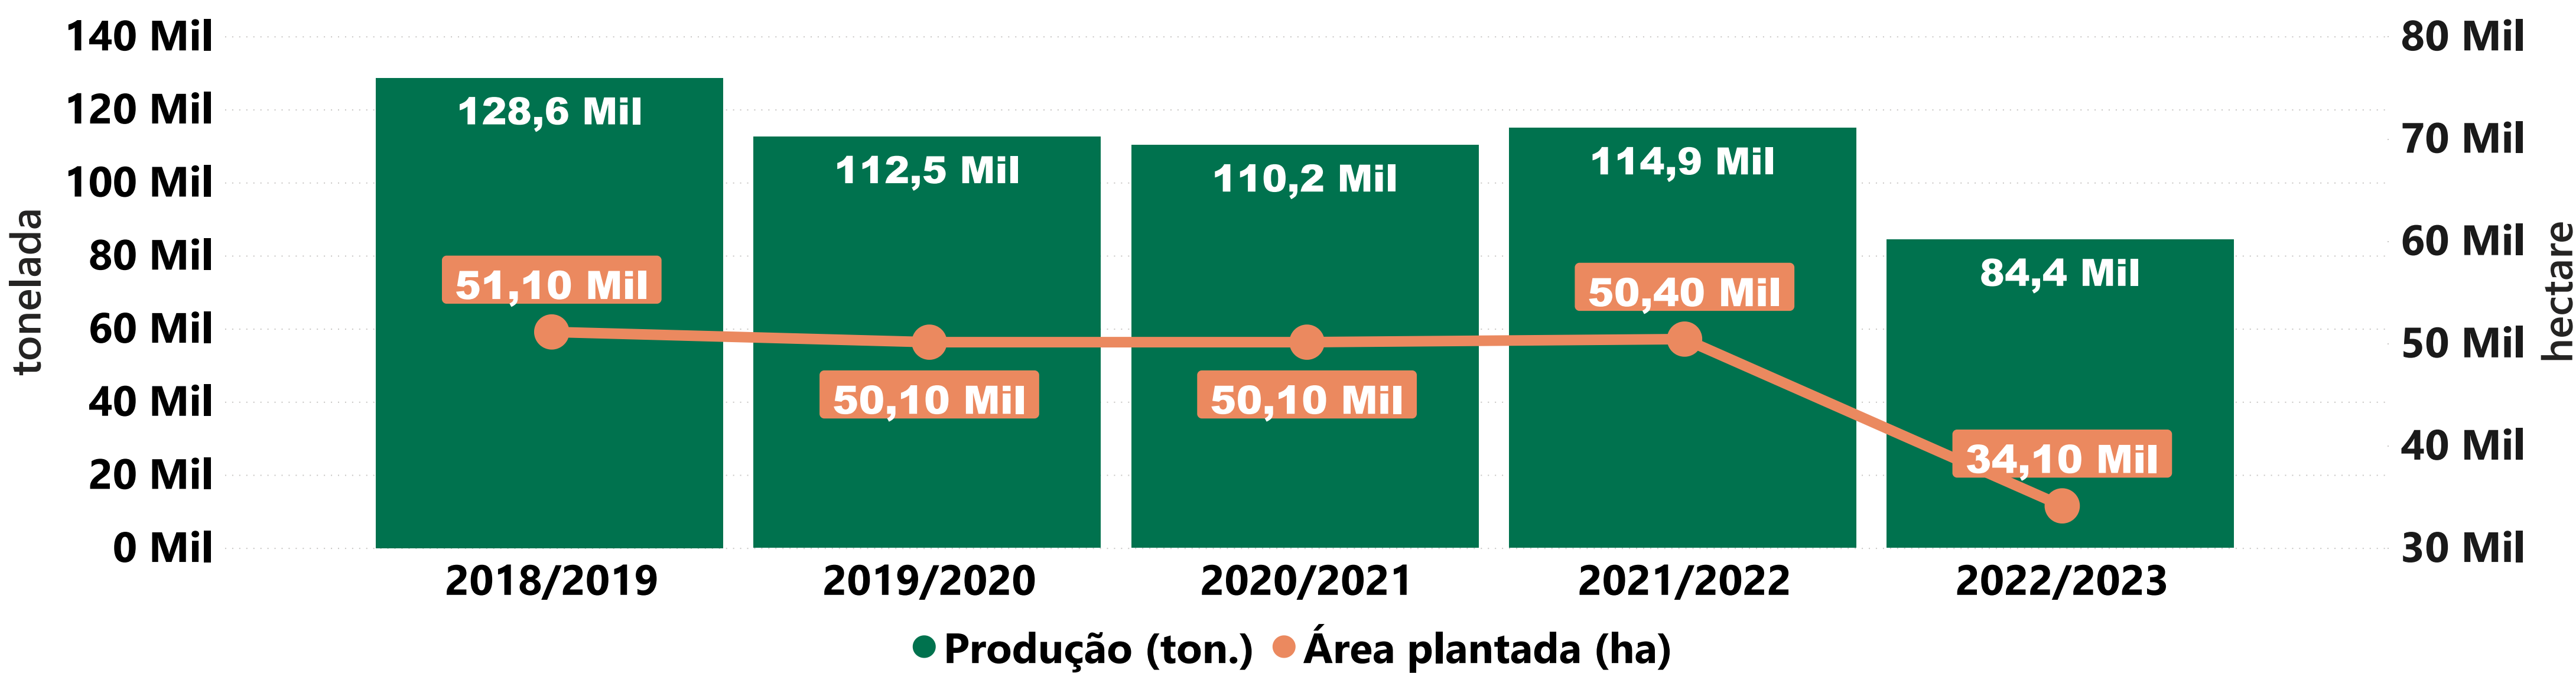 140 Mil
120 Mil
100 Mil
80 Mil
60 Mil
40 Mil
20 Mil
0 Mil
tonelada
128,6 Mil
112,5 Mil
110,2 Mil
114,9 Mil
84,4 Mil
51,10 Mil
50,10 Mil
50,10 Mil
50,40 Mil
34,10 Mil
80 Mil
70 Mil
60 Mil
50 Mil
40 Mil
30 Mil
hectare
2018/2019 2019/2020 2020/2021 2021/2022 2022/2023
Produção (ton.) Área plantada (ha)